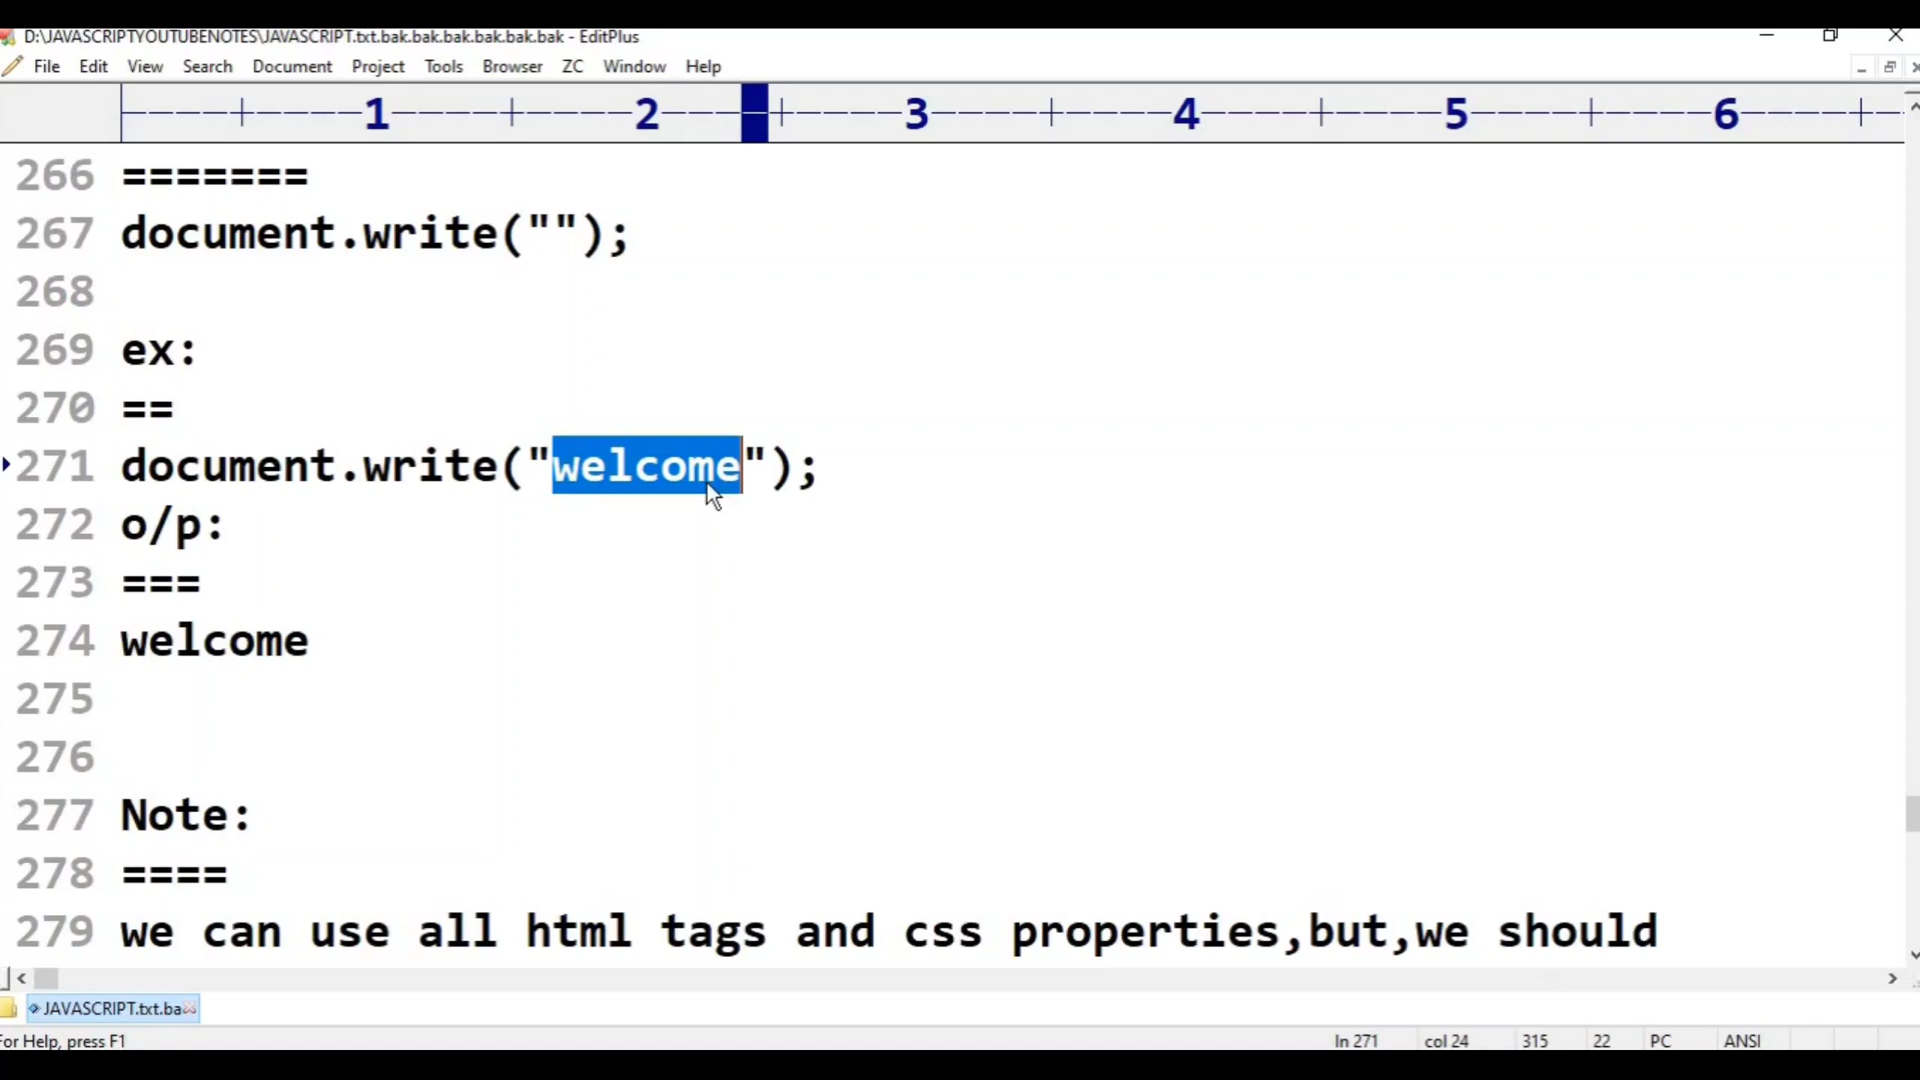 D:\JAVASCRIPTYOUTUBENOTES\JAVASCRIPT.txt.bak.bak.bak.bak.bak.bak - EditPlus
File Edit View Search Document Project Tools Browser ZC Window Help
1 2 3 4 5 6
266 =======
267 document.write("");
268
269 ex:
270 ==
271 document.write("welcome");
272 o/p:
273 ===
274 welcome
275
276
277 Note:
278 ====
279 we can use all html tags and css properties,but,we should
JAVASCRIPT.txt.ba
For Help, press F1 ln 271 col 24 315 22 PC ANSI